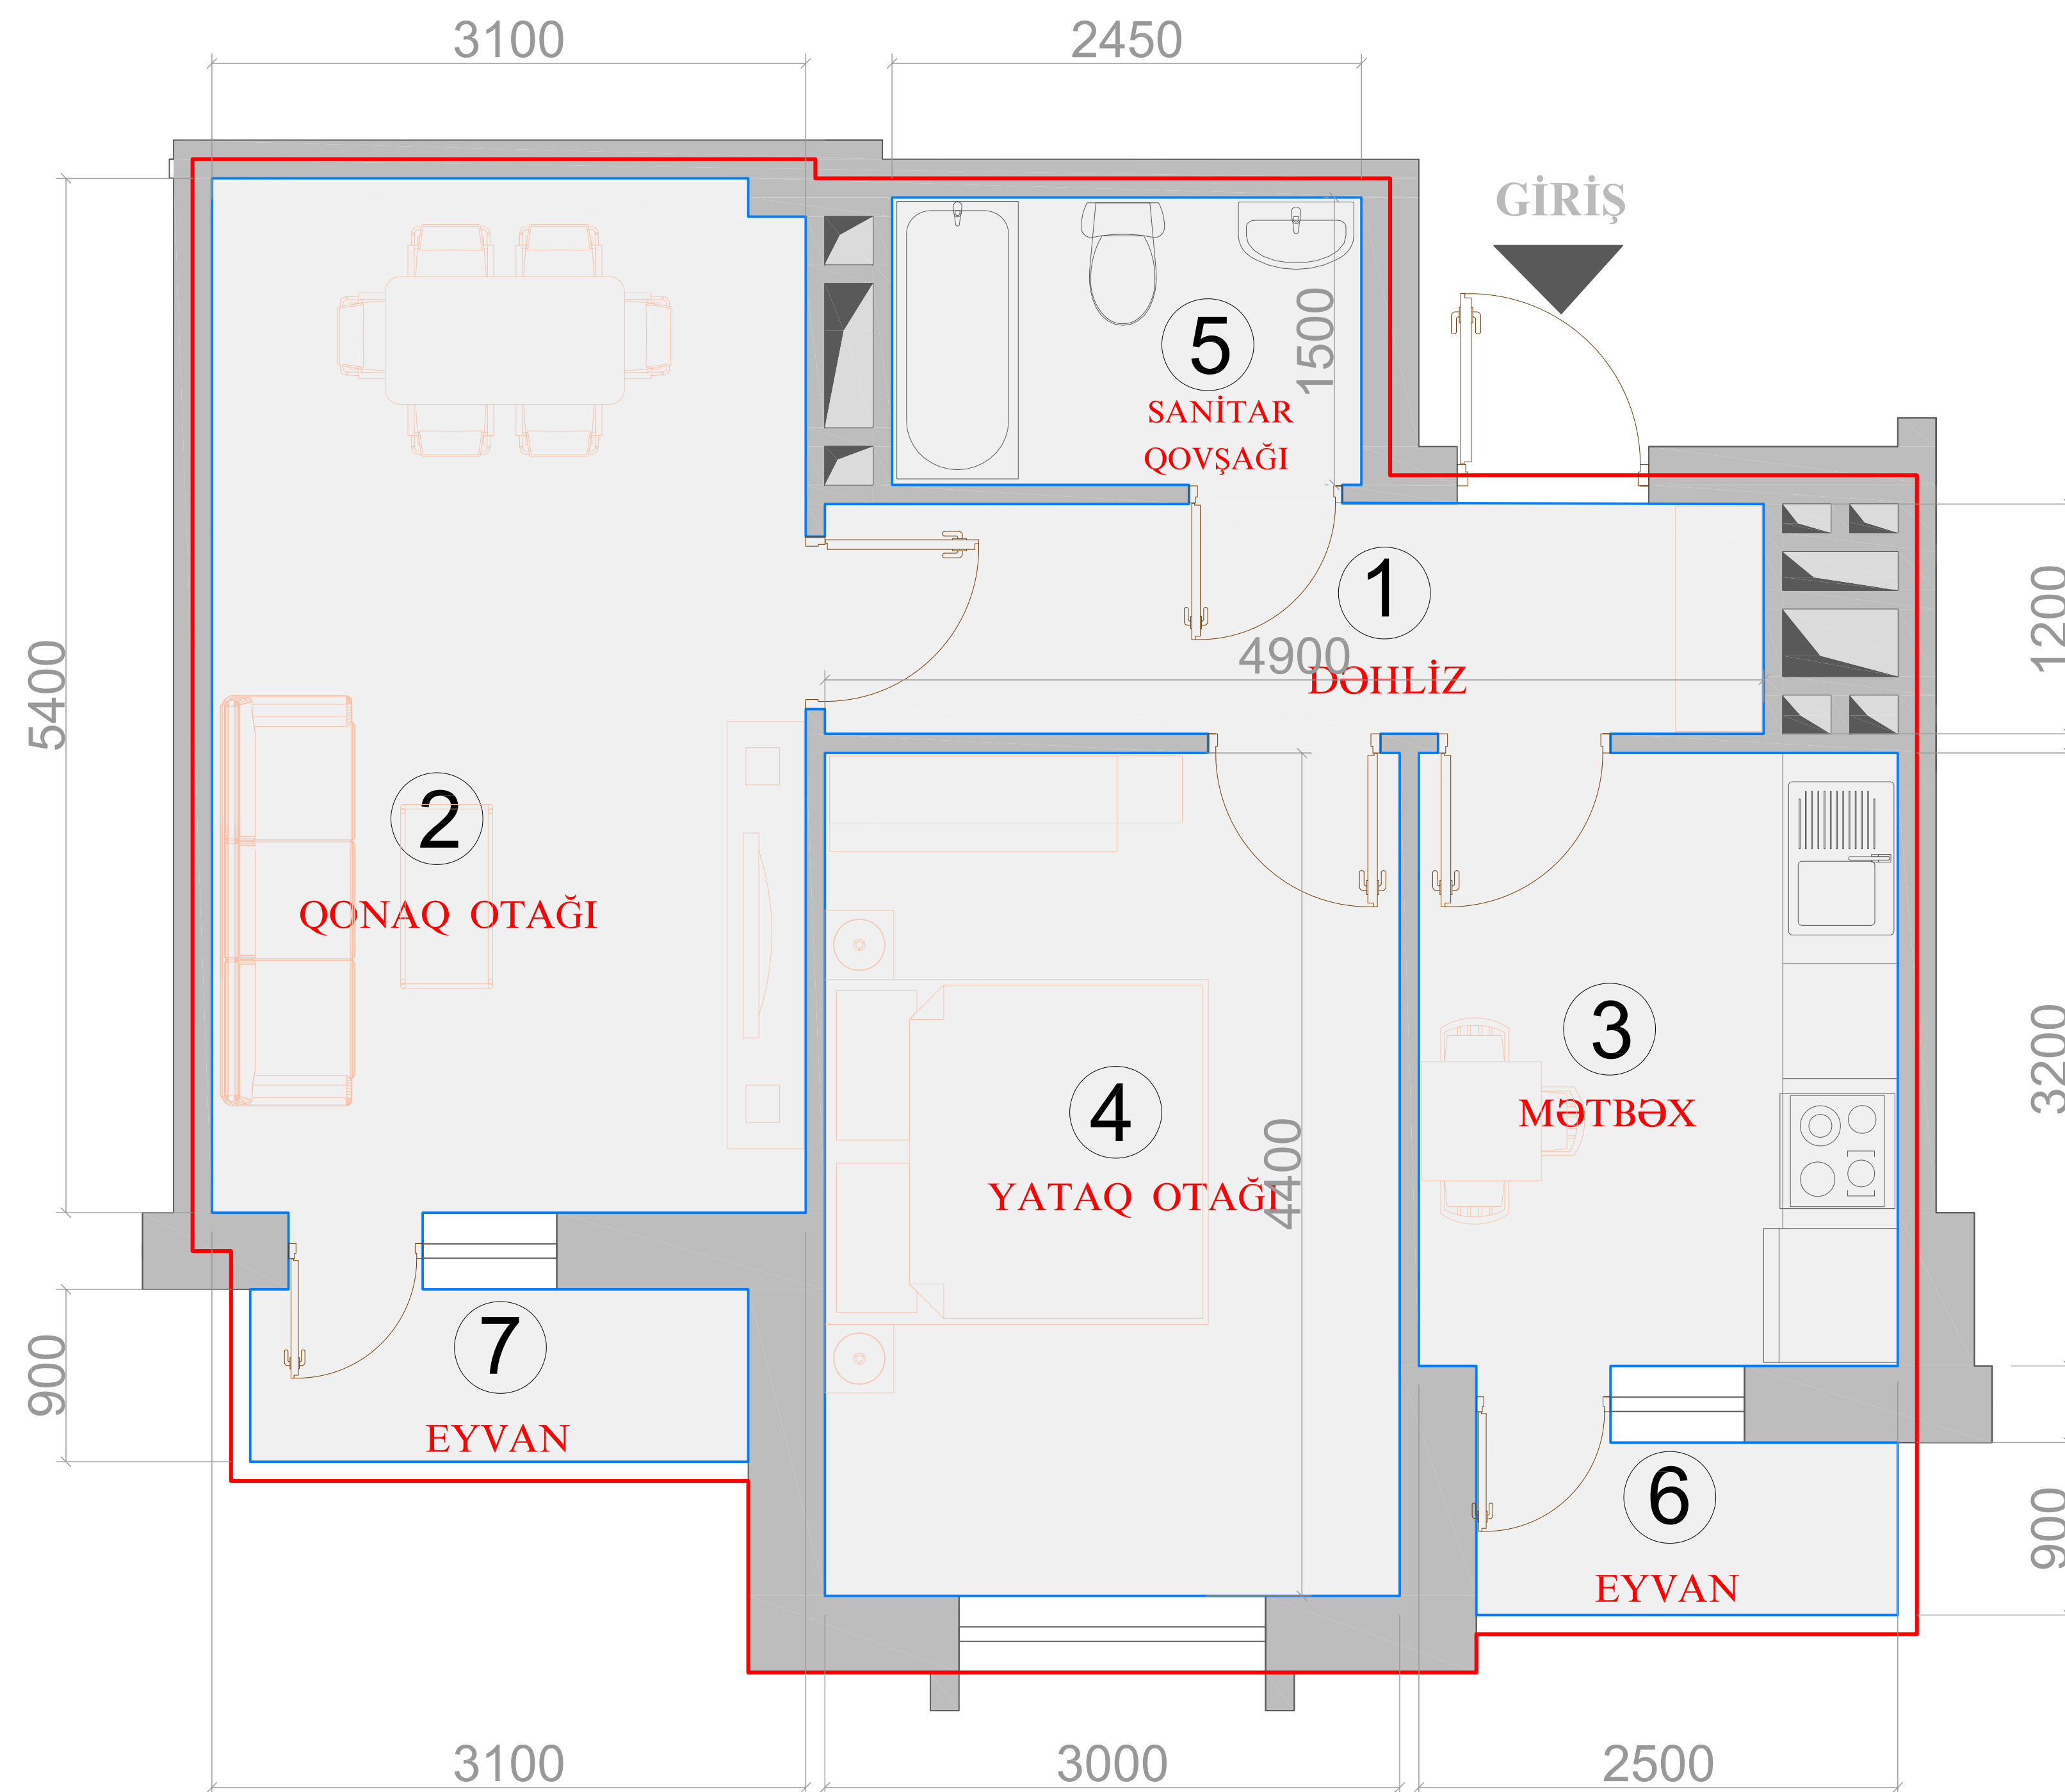 3100
2450
GİRİŞ
5
SANİTAR
QOVŞAĞI
1500
1
4900
DƏHLİZ
1200
5400
2
QONAQ OTAĞI
3
MƏTBƏX
3200
4
YATAQ OTAĞI
4400
7
EYVAN
900
6
EYVAN
900
3100
3000
2500